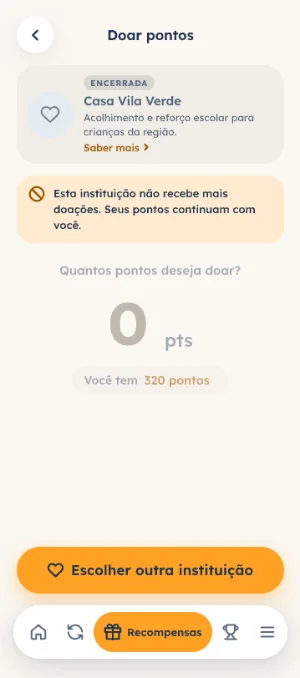 Doar pontos
ENCERRADA
Casa Vila Verde
Acolhimento e reforço escolar para
crianças da região.
Saber mais
Esta instituição não recebe mais
doações. Seus pontos continuam com
você.
Quantos pontos deseja doar?
0 pts
Você tem 320 pontos
Escolher outra instituição
Recompensas